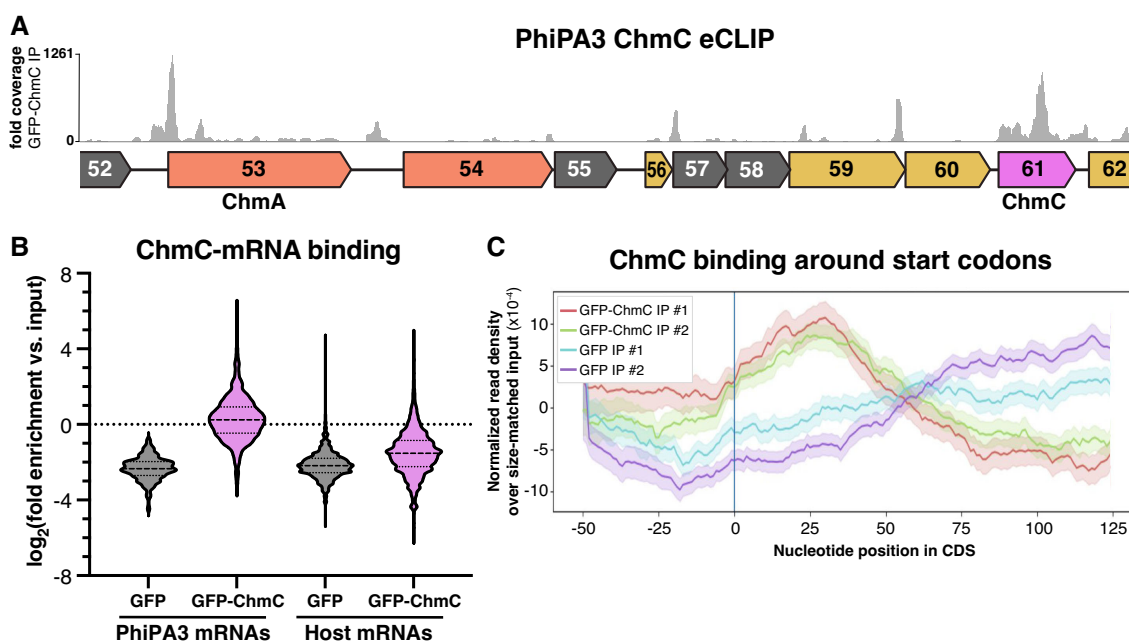 A
PhiPA3 ChmC eCLIP
fold coverage
GFP-ChmC IP
1261
0
52 53 54 55 56 57 58 59 60 61 62
ChmA ChmC
B
ChmC-mRNA binding
log2(fold enrichment vs. input)
8
4
0
-4
-8
GFP GFP-ChmC GFP GFP-ChmC
PhiPA3 mRNAs Host mRNAs
C
ChmC binding around start codons
Normalized read density
over size-matched input (x10-4)
GFP-ChmC IP #1
GFP-ChmC IP #2
GFP IP #1
GFP IP #2
10
5
0
-5
-10
-50 -25 0 25 50 75 100 125
Nucleotide position in CDS